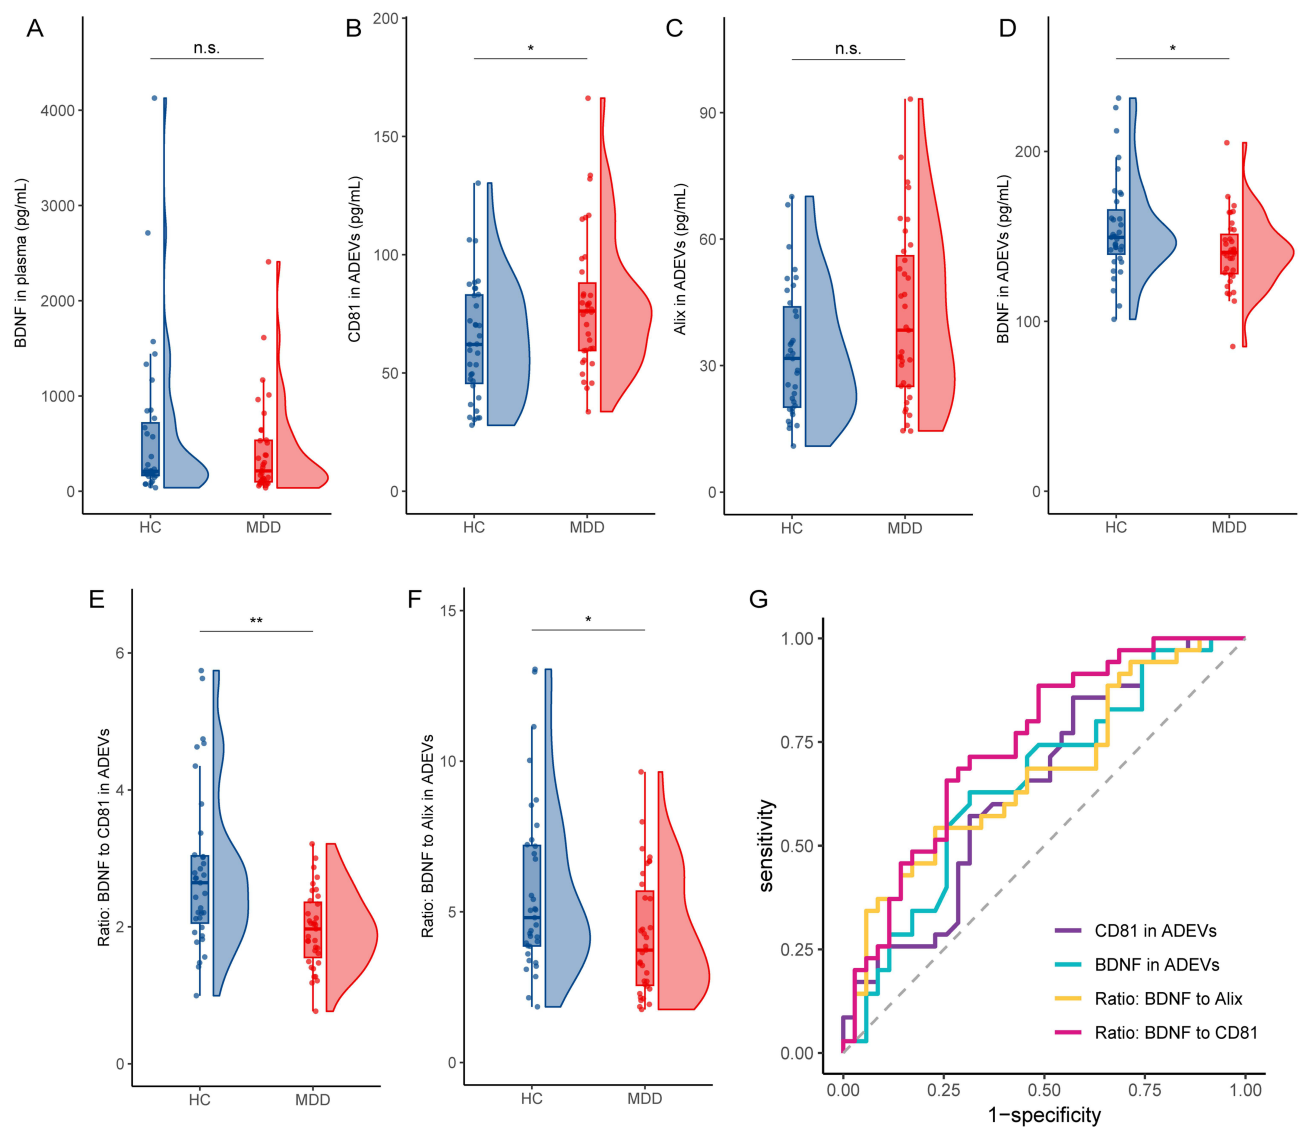 A
n.s.
BDNF in plasma (pg/mL)
4000
3000
2000
1000
0
HC
MDD
B
*
CD81 in ADEVs (pg/mL)
200
150
100
50
0
HC
MDD
C
n.s.
Alix in ADEVs (pg/mL)
90
60
30
0
HC
MDD
D
*
BDNF in ADEVs (pg/mL)
200
100
0
HC
MDD
E
**
Ratio: BDNF to CD81 in ADEVs
6
4
2
0
HC
MDD
F
*
Ratio: BDNF to Alix in ADEVs
15
10
5
0
HC
MDD
G
sensitivity
1.00
0.75
0.50
0.25
0.00
CD81 in ADEVs
BDNF in ADEVs
Ratio: BDNF to Alix
Ratio: BDNF to CD81
0.00
0.25
0.50
0.75
1.00
1−specificity